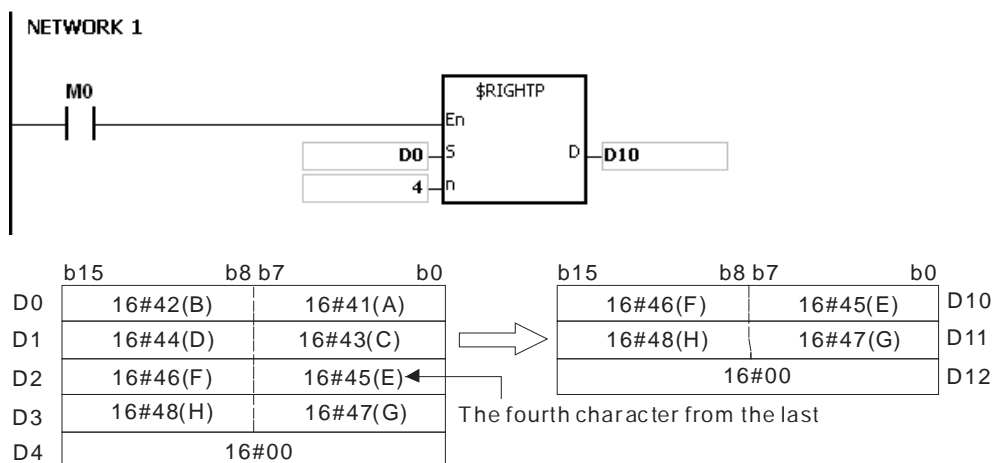 NETWORK 1
M0
$RIGHTP
En
D0 S D D10
4 n
b15 b8 b7 b0 b15 b8 b7 b0
D0 16#42(B) 16#41(A) 16#46(F) 16#45(E) D10
D1 16#44(D) 16#43(C) 16#48(H) 16#47(G) D11
D2 16#46(F) 16#45(E) 16#00 D12
D3 16#48(H) 16#47(G) The fourth character from the last
D4 16#00